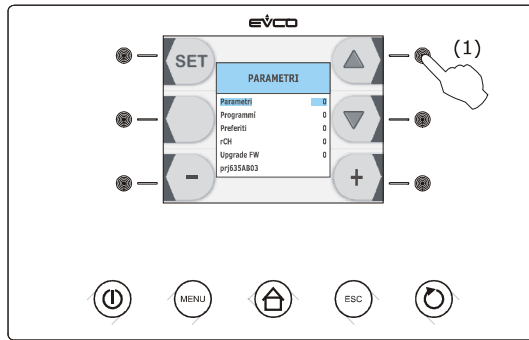 EVCO
(1)
SET
PARAMETRI
Parametri 0
Programmi 0
Preferiti 0
rCH 0
Upgrade FW 0
prj635AB03
-
+
MENU
ESC